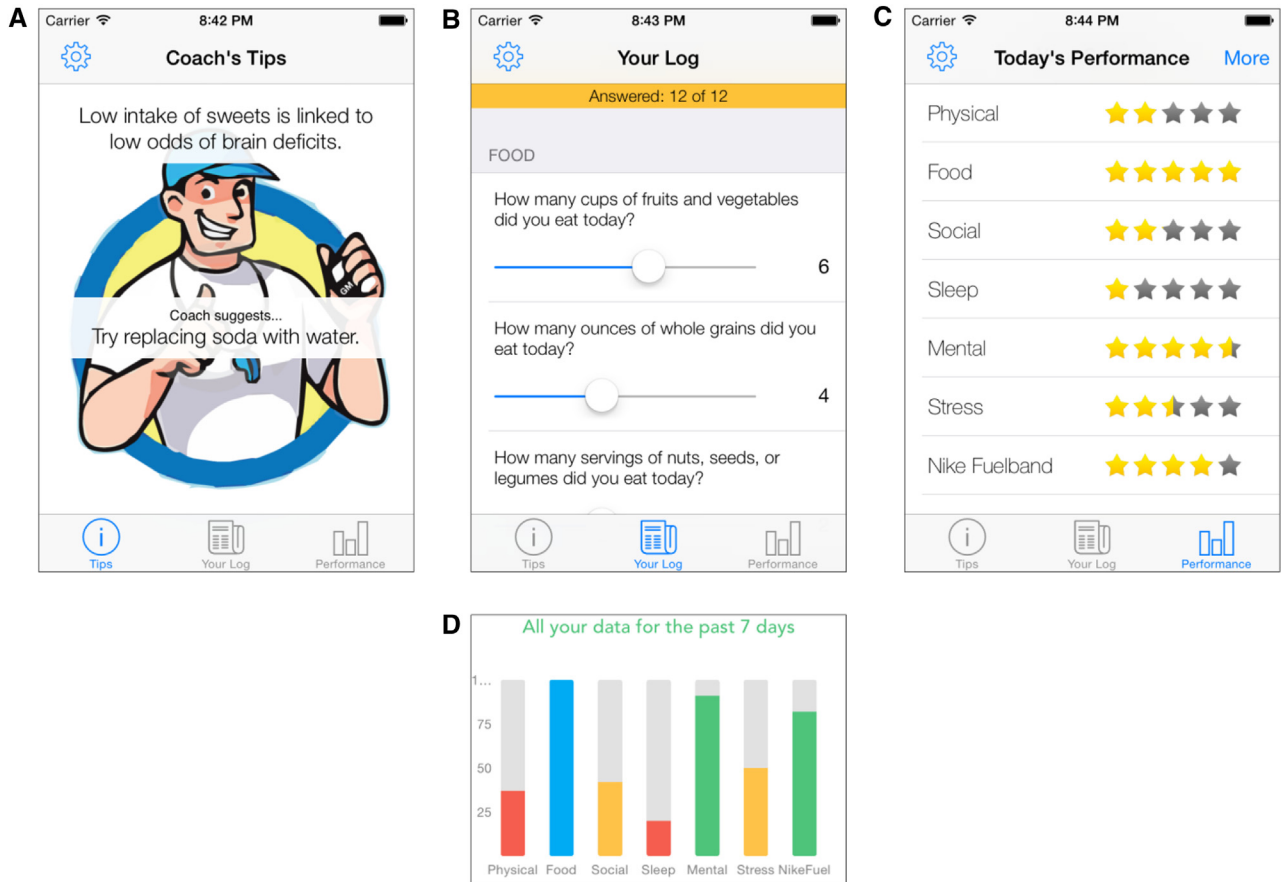 A
Carrier 8:42 PM
Coach's Tips
Low intake of sweets is linked to
low odds of brain deficits.
GM
Coach suggests...
Try replacing soda with water.
Tips Your Log Performance
B
Carrier 8:43 PM
Your Log
Answered: 12 of 12
FOOD
How many cups of fruits and vegetables
did you eat today?
6
How many ounces of whole grains did you
eat today?
4
How many servings of nuts, seeds, or
legumes did you eat today?
Tips Your Log Performance
C
Carrier 8:44 PM
Today's Performance More
Physical
Food
Social
Sleep
Mental
Stress
Nike Fuelband
Tips Your Log Performance
D
All your data for the past 7 days
1...
75
50
25
Physical Food Social Sleep Mental Stress NikeFuel